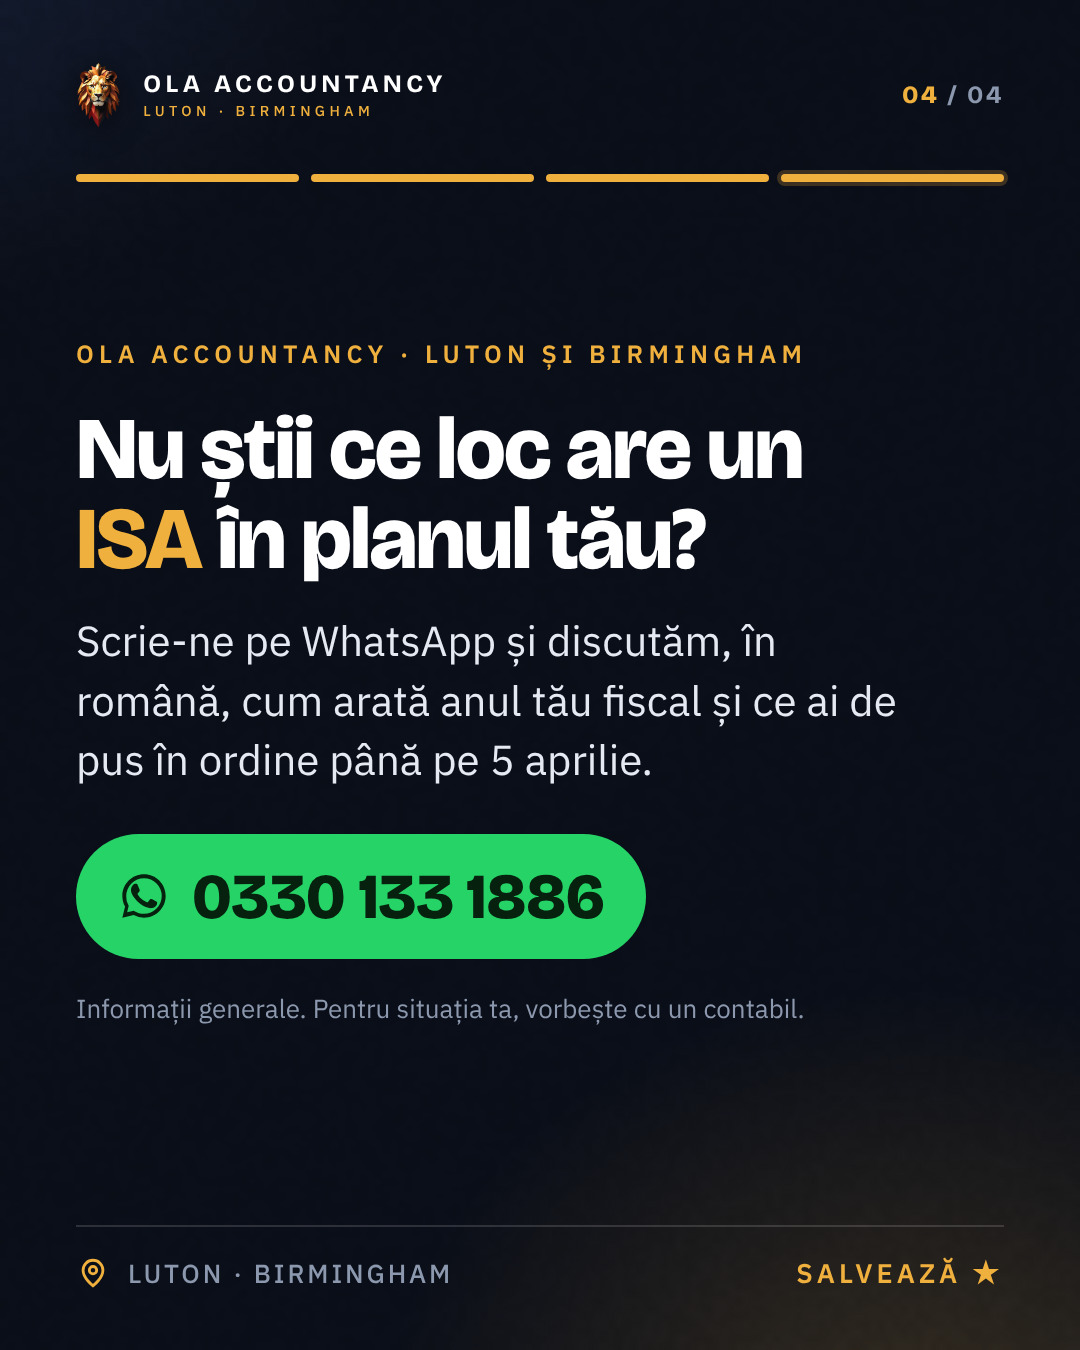 OLA ACCOUNTANCY
LUTON · BIRMINGHAM
04 / 04
OLA ACCOUNTANCY · LUTON ȘI BIRMINGHAM
Nu știi ce loc are un
ISA în planul tău?
Scrie-ne pe WhatsApp și discutăm, în
română, cum arată anul tău fiscal și ce ai de
pus în ordine până pe 5 aprilie.
0330 133 1886
Informații generale. Pentru situația ta, vorbește cu un contabil.
LUTON · BIRMINGHAM
SALVEAZĂ ★